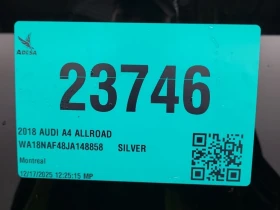 ADESA
23746
2018 AUDI A4 ALLROAD
WA18NAF48JA148858 SILVER
Montreal
12/17/2025 12:25:15 MP